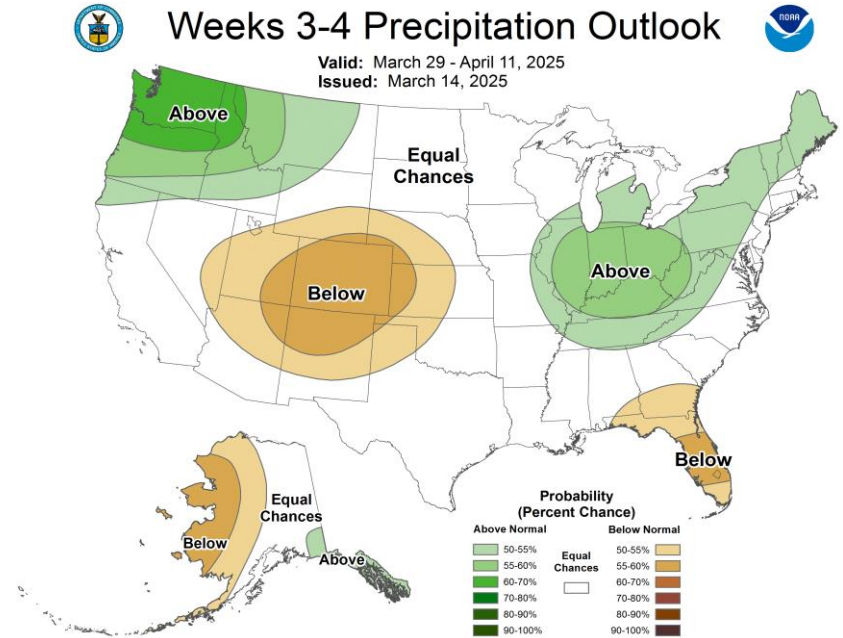 Weeks 3-4 Precipitation Outlook
NOAA
Valid: March 29 - April 11, 2025
Issued: March 14, 2025
Above
Equal
Chances
Above
Below
Below
Equal
Chances
Below
Above
Probability
(Percent Chance)
Above Normal
Below Normal
50-55%
55-60%
60-70%
70-80%
80-90%
90-100%
Equal
Chances
50-55%
55-60%
60-70%
70-80%
80-90%
90-100%